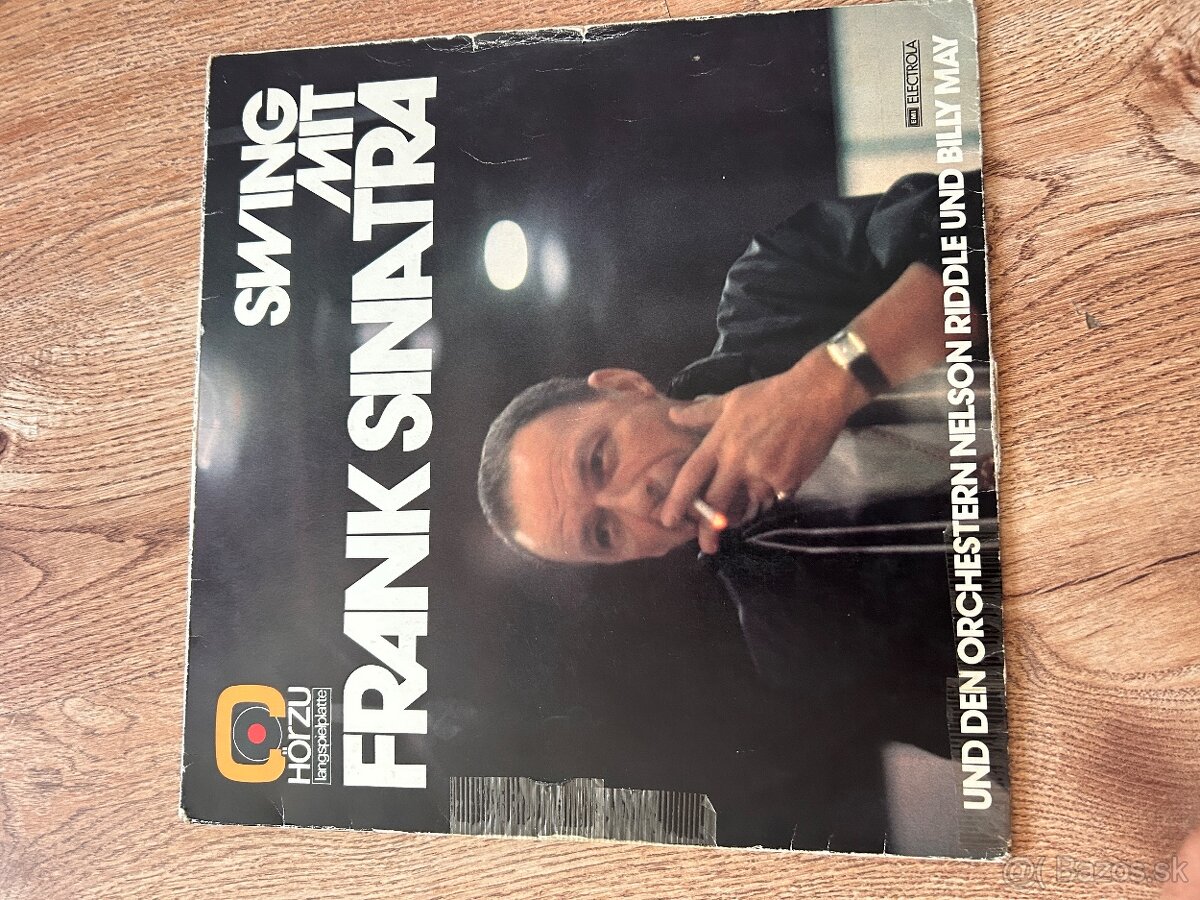 SWING
MIT
FRANK SINATRA
HÖRZU
langspielplatte
EMI ELECTROLA
UND DEN ORCHESTERN NELSON RIDDLE UND BILLY MAY
Bazos.sk